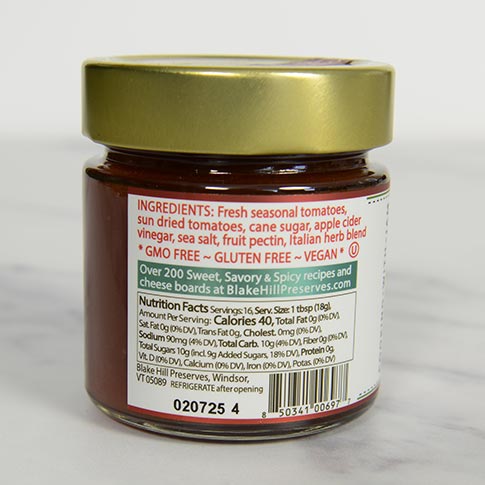 INGREDIENTS: Fresh seasonal tomatoes,
sun dried tomatoes, cane sugar, apple cider
vinegar, sea salt, fruit pectin, Italian herb blend
* GMO FREE ~ GLUTEN FREE ~ VEGAN * U
Over 200 Sweet, Savory & Spicy recipes and
cheese boards at BlakeHillPreserves.com
Nutrition Facts Servings: 16, Serv. Size: 1 tbsp (18g),
Amount Per Serving: Calories 40, Total Fat 0g (0% DV),
Sat. Fat 0g (0% DV), Trans Fat 0g, Cholest. 0mg (0% DV),
Sodium 90mg (4% DV), Total Carb. 10g (4% DV), Fiber 0g (0% DV),
Total Sugars 10g (incl. 9g Added Sugars, 18% DV), Protein 0g,
Vit. D (0% DV), Calcium (0% DV), Iron (0% DV), Potas. (0% DV)
Blake Hill Preserves, Windsor,
VT 05089 REFRIGERATE after opening
020725 4
8 50341 00697 7